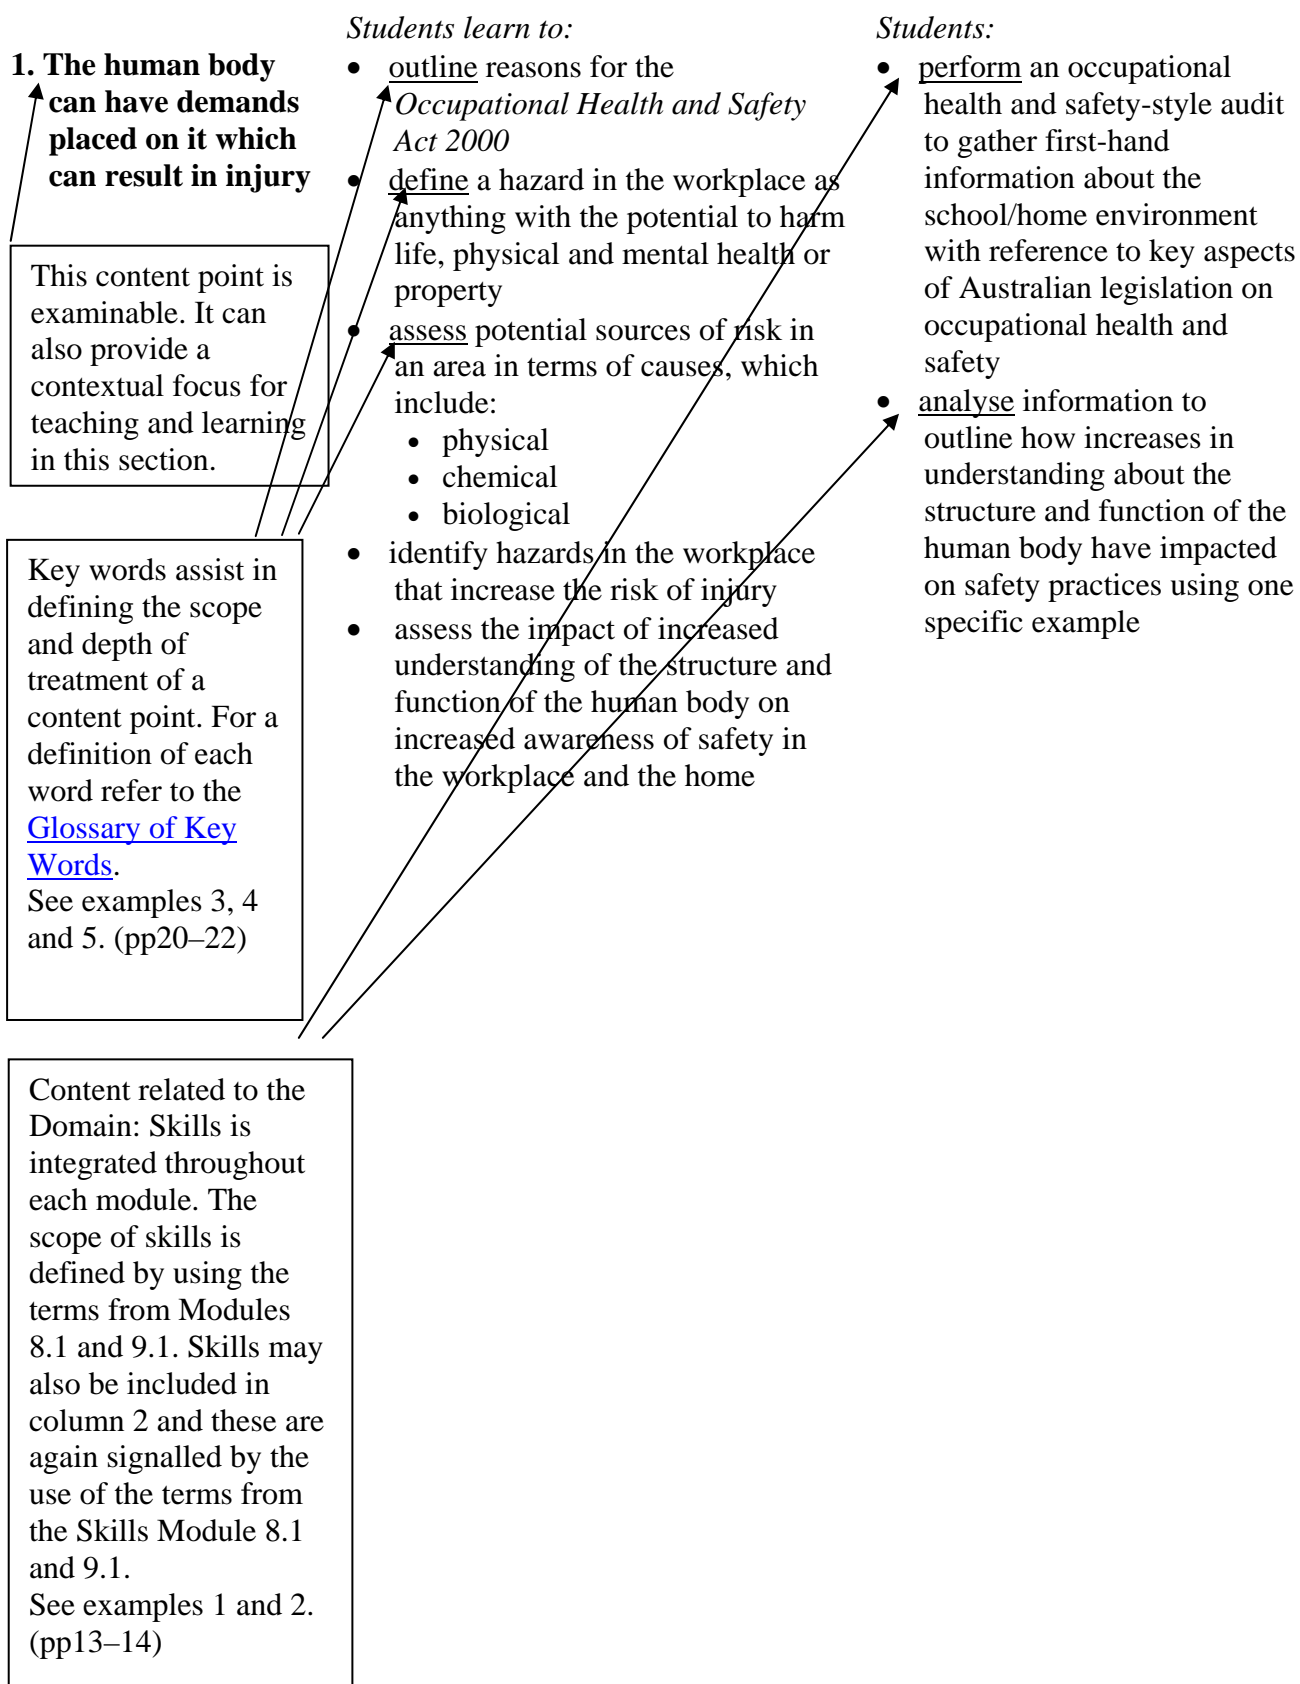 1. The human body
can have demands
placed on it which
can result in injury
This content point is
examinable. It can
also provide a
contextual focus for
teaching and learning
in this section.
Key words assist in
defining the scope
and depth of
treatment of a
content point. For a
definition of each
word refer to the
Glossary of Key
Words.
See examples 3, 4
and 5. (pp20–22)
Content related to the
Domain: Skills is
integrated throughout
each module. The
scope of skills is
defined by using the
terms from Modules
8.1 and 9.1. Skills may
also be included in
column 2 and these are
again signalled by the
use of the terms from
the Skills Module 8.1
and 9.1.
See examples 1 and 2.
(pp13–14)
Students learn to:
• outline reasons for the
Occupational Health and Safety
Act 2000
• define a hazard in the workplace as
anything with the potential to harm
life, physical and mental health or
property
• assess potential sources of risk in
an area in terms of causes, which
include:
• physical
• chemical
• biological
• identify hazards in the workplace
that increase the risk of injury
• assess the impact of increased
understanding of the structure and
function of the human body on
increased awareness of safety in
the workplace and the home
Students:
• perform an occupational
health and safety-style audit
to gather first-hand
information about the
school/home environment
with reference to key aspects
of Australian legislation on
occupational health and
safety
• analyse information to
outline how increases in
understanding about the
structure and function of the
human body have impacted
on safety practices using one
specific example